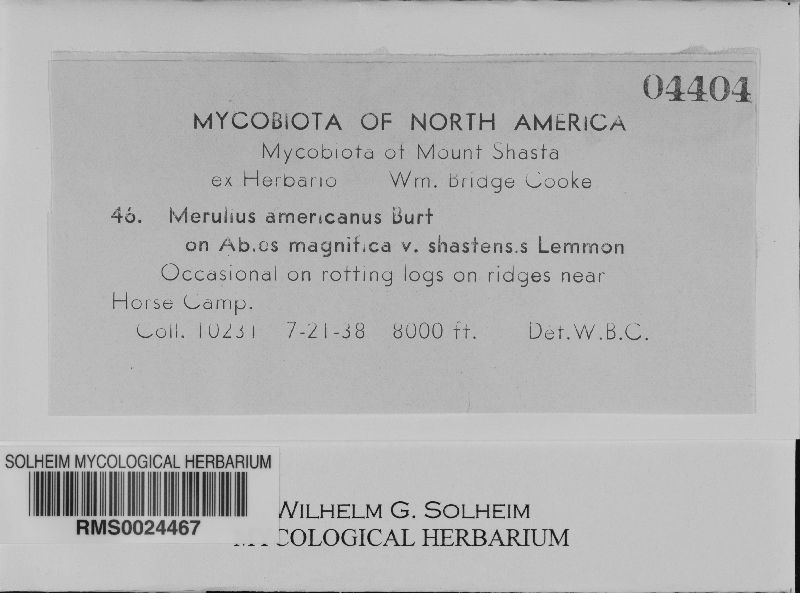 04404
MYCOBIOTA OF NORTH AMERICA
Mycobiota of Mount Shasta
ex Herbario Wm. Bridge Cooke
46. Merulius americanus Burt
on Abies magnifica v. shastensis Lemmon
Occasional on rotting logs on ridges near
Horse Camp.
Coll. 10231 7-21-38 8000 ft. Det.W.B.C.
SOLHEIM MYCOLOGICAL HERBARIUM
RMS0024467
WILHELM G. SOLHEIM
MYCOLOGICAL HERBARIUM